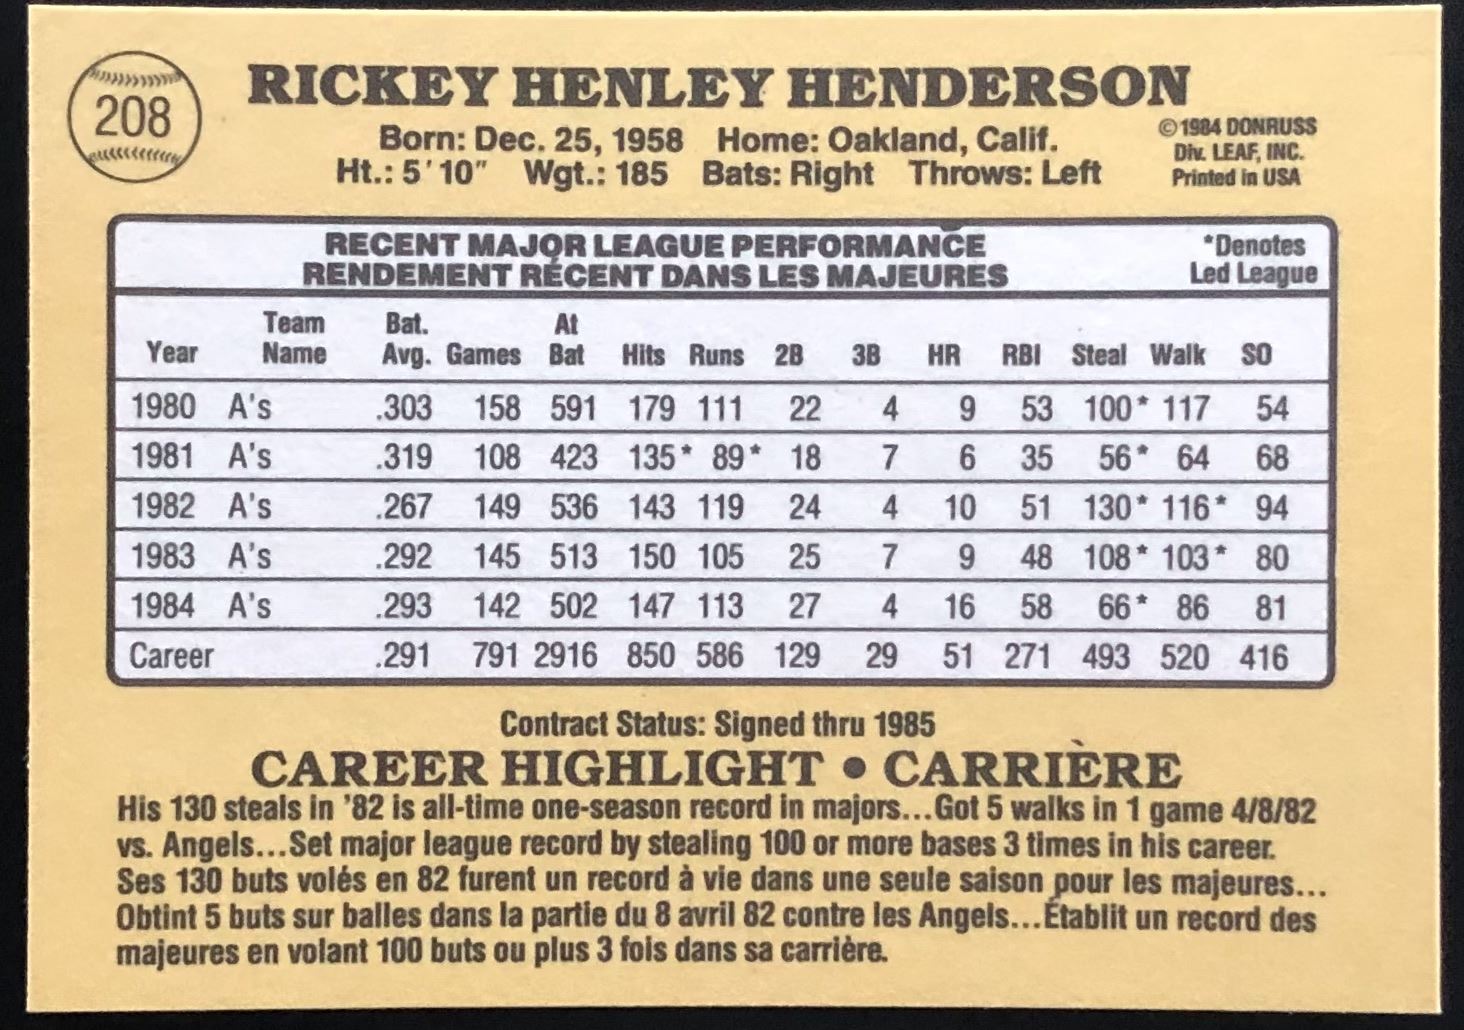 208
RICKEY HENLEY HENDERSON
Born: Dec. 25, 1958 Home: Oakland, Calif.
Ht.: 5'10" Wgt.: 185 Bats: Right Throws: Left
©1984 DONRUSS
Div. LEAF, INC.
Printed in USA
RECENT MAJOR LEAGUE PERFORMANCE
RENDEMENT RÉCENT DANS LES MAJEURES
*Denotes
Led League
Year Team Name Bat. Avg. Games At Bat Hits Runs 2B 3B HR RBI Steal Walk SO
1980 A's .303 158 591 179 111 22 4 9 53 100* 117 54
1981 A's .319 108 423 135* 89* 18 7 6 35 56* 64 68
1982 A's .267 149 536 143 119 24 4 10 51 130* 116* 94
1983 A's .292 145 513 150 105 25 7 9 48 108* 103* 80
1984 A's .293 142 502 147 113 27 4 16 58 66* 86 81
Career .291 791 2916 850 586 129 29 51 271 493 520 416
Contract Status: Signed thru 1985
CAREER HIGHLIGHT • CARRIÈRE
His 130 steals in '82 is all-time one-season record in majors...Got 5 walks in 1 game 4/8/82
vs. Angels...Set major league record by stealing 100 or more bases 3 times in his career.
Ses 130 buts volés en 82 furent un record à vie dans une seule saison pour les majeures...
Obtint 5 buts sur balles dans la partie du 8 avril 82 contre les Angels...Établit un record des
majeures en volant 100 buts ou plus 3 fois dans sa carrière.